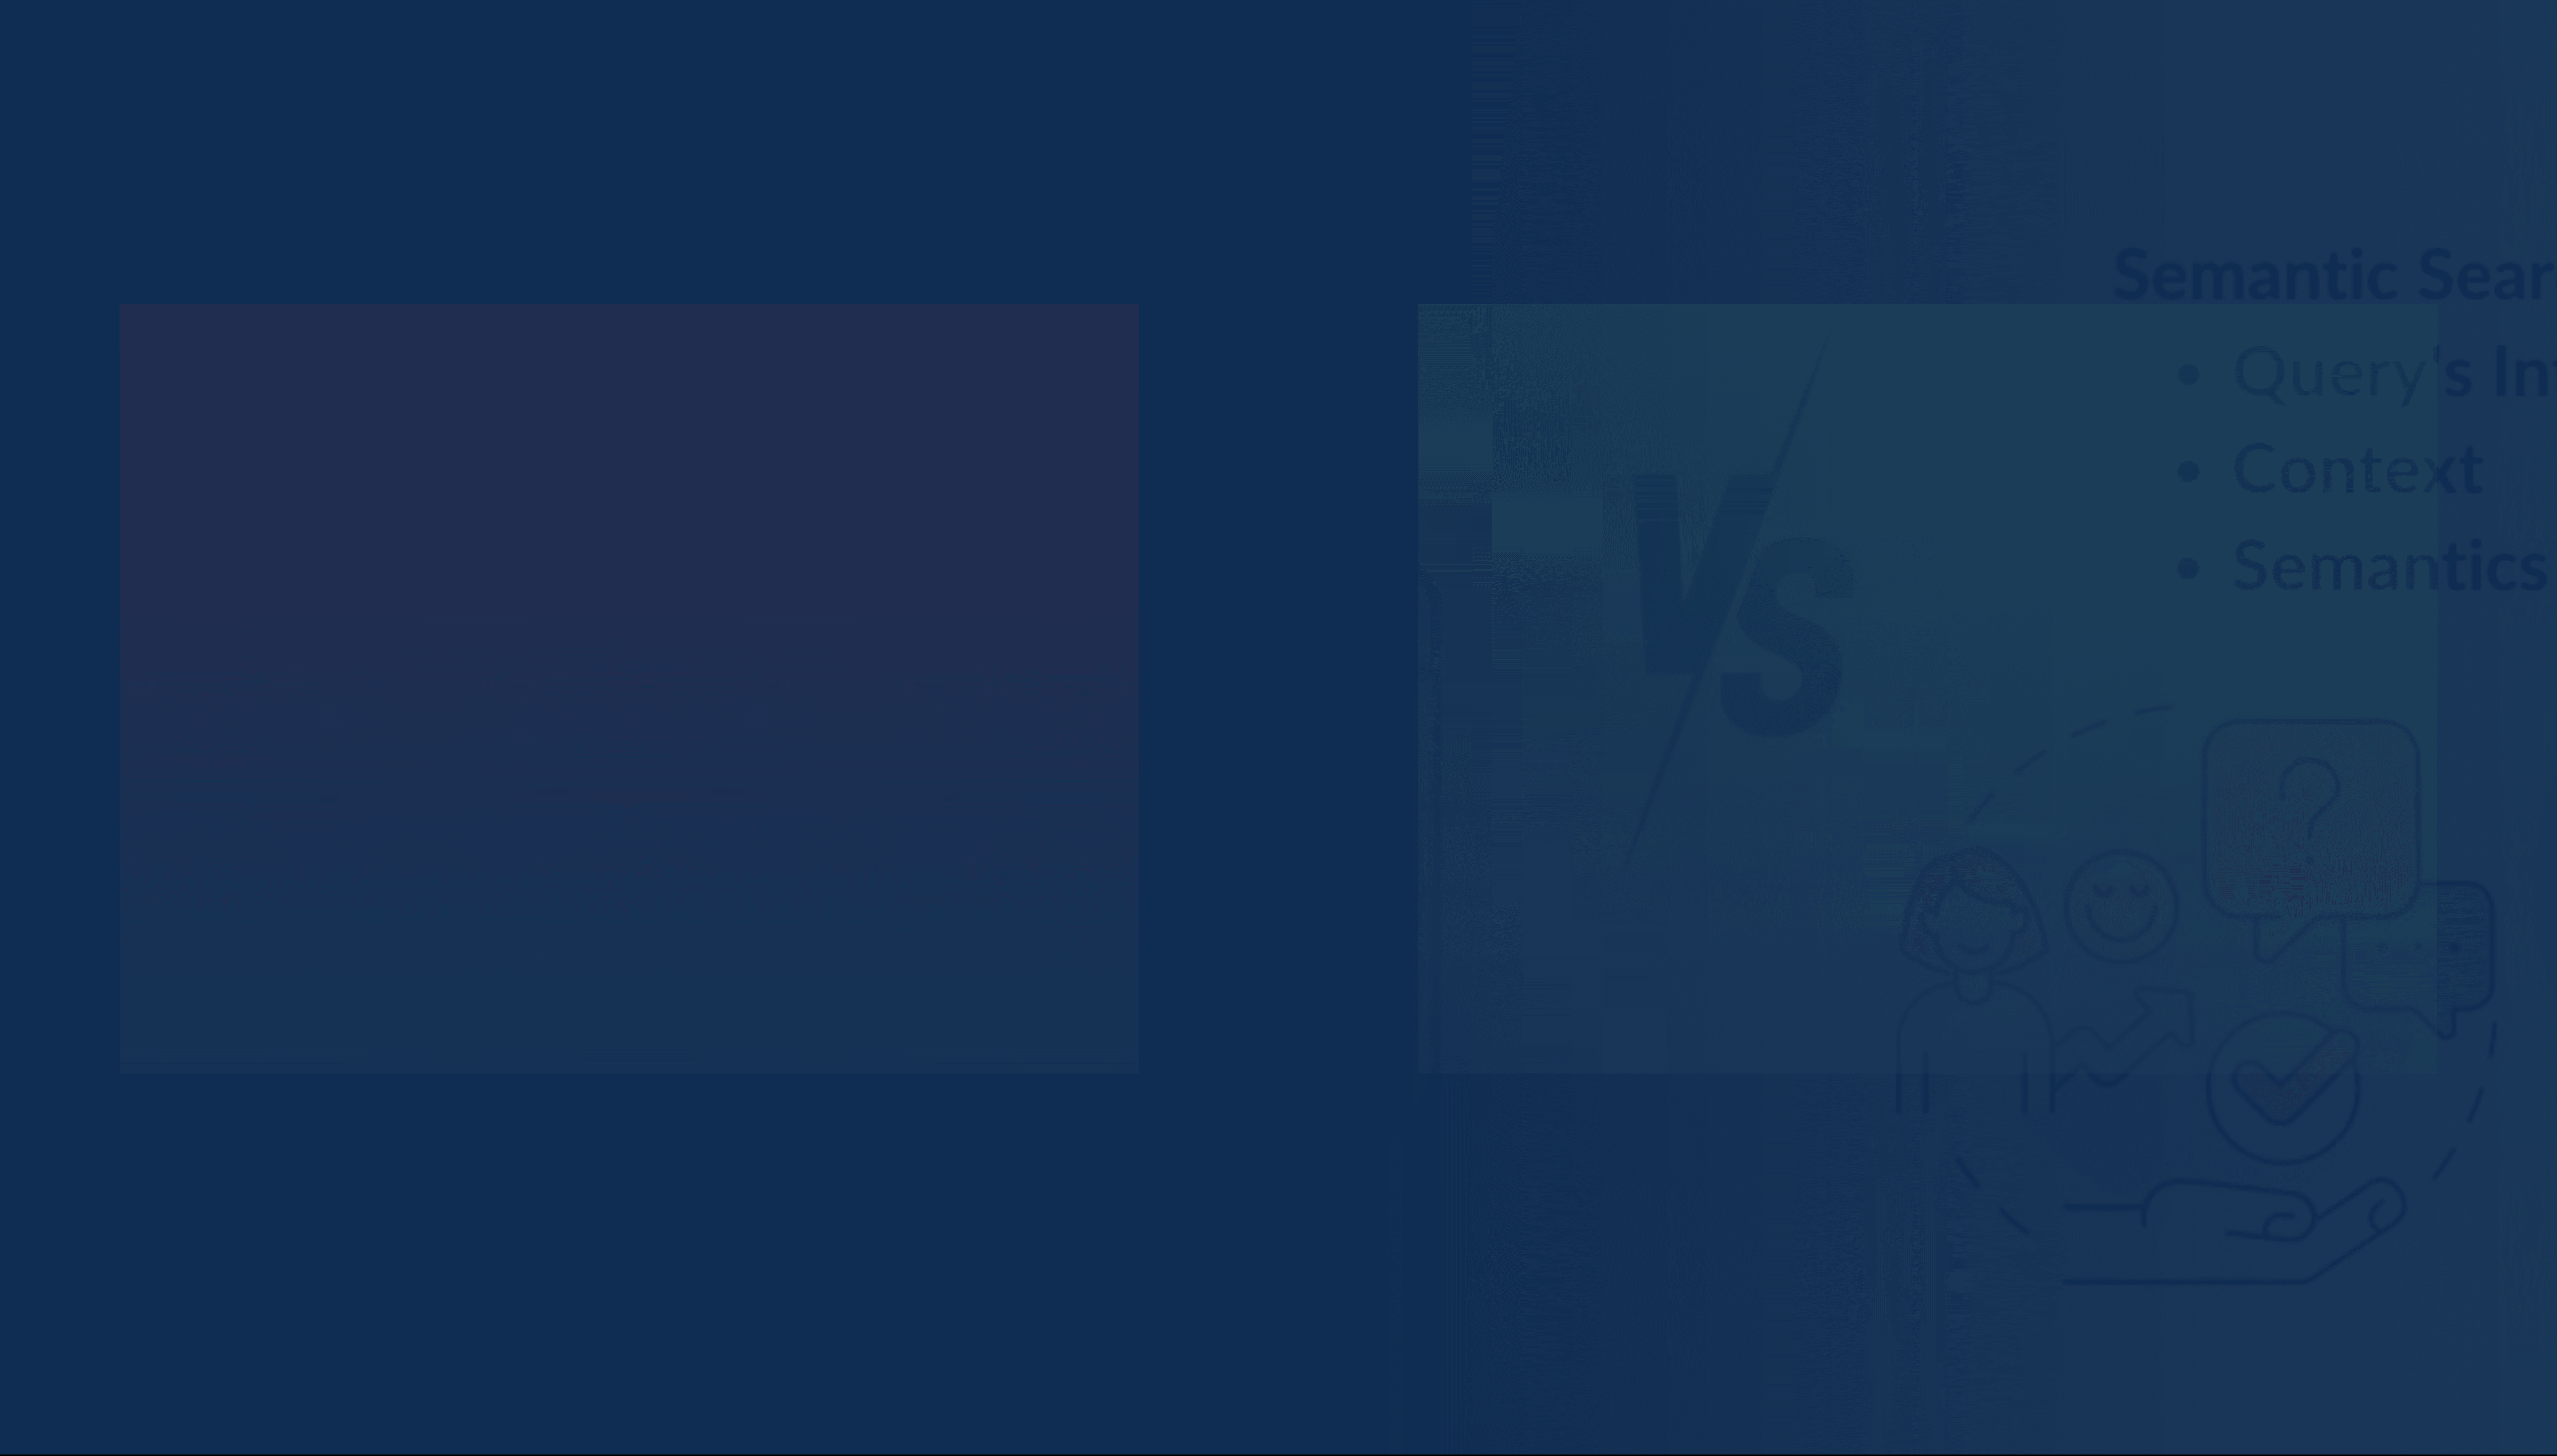 Semantic Sear
• Query's In
• Context
• Semantics
VS
?